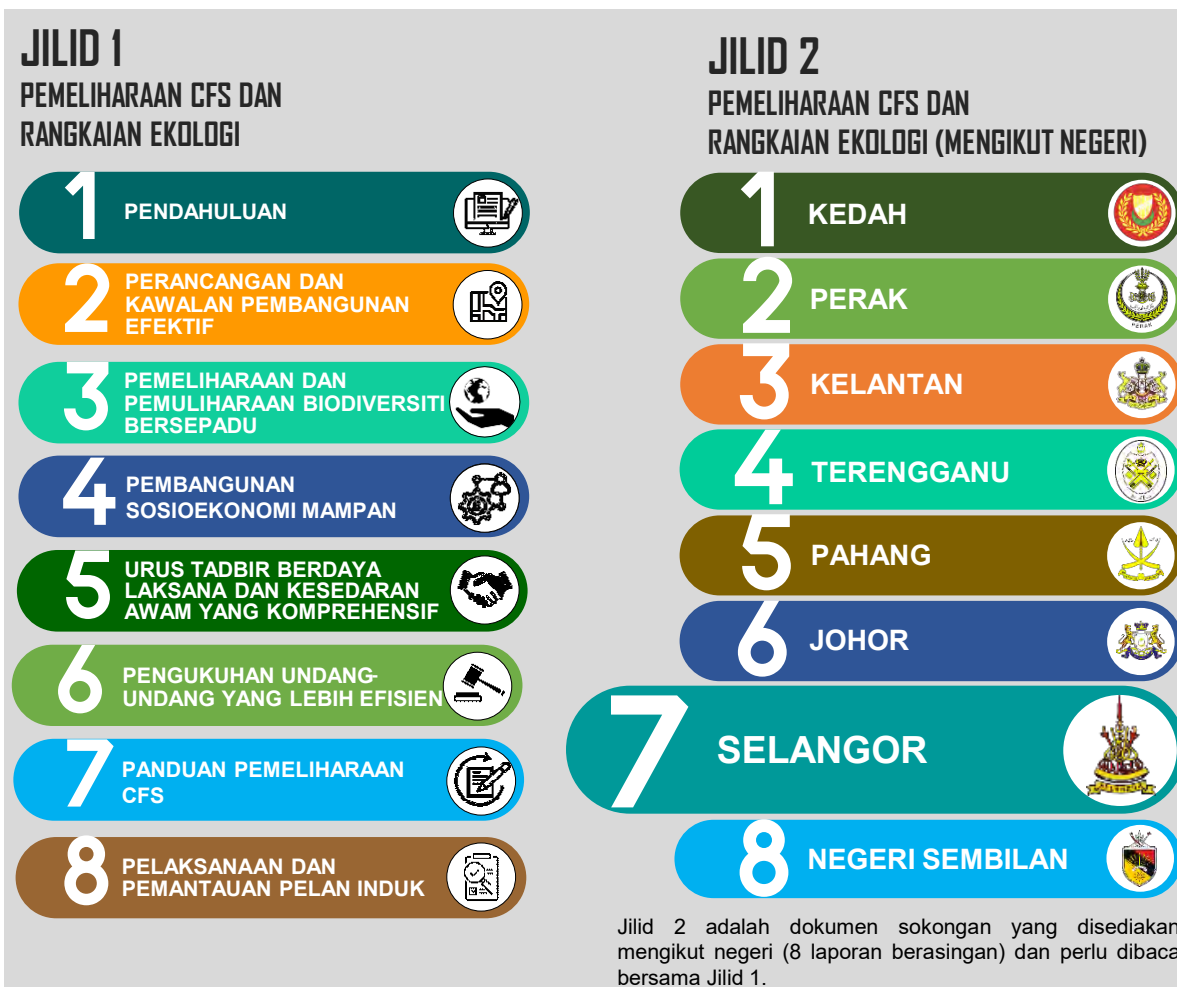 JILID 1
PEMELIHARAAN CFS DAN
RANGKAIAN EKOLOGI
1
PENDAHULUAN
2
PERANCANGAN DAN
KAWALAN PEMBANGUNAN
EFEKTIF
3
PEMELIHARAAN DAN
PEMULIHARAAN BIODIVERSITI
BERSEPADU
4
PEMBANGUNAN
SOSIOEKONOMI MAMPAN
5
URUS TADBIR BERDAYA
LAKSANA DAN KESEDARAN
AWAM YANG KOMPREHENSIF
6
PENGUKUHAN UNDANG-
UNDANG YANG LEBIH EFISIEN
7
PANDUAN PEMELIHARAAN
CFS
8
PELAKSANAAN DAN
PEMANTAUAN PELAN INDUK
JILID 2
PEMELIHARAAN CFS DAN
RANGKAIAN EKOLOGI (MENGIKUT NEGERI)
1
KEDAH
2
PERAK
PERAK
3
KELANTAN
4
TERENGGANU
5
PAHANG
6
JOHOR
7
SELANGOR
8
NEGERI SEMBILAN
Jilid 2 adalah dokumen sokongan yang disediakan
mengikut negeri (8 laporan berasingan) dan perlu dibaca
bersama Jilid 1.